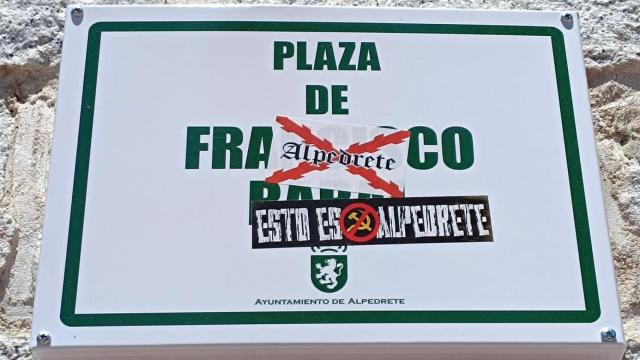 PLAZA
DE
FRA CO
Alpedrete
ESTO ES ALPEDRETE
AYUNTAMIENTO DE ALPEDRETE